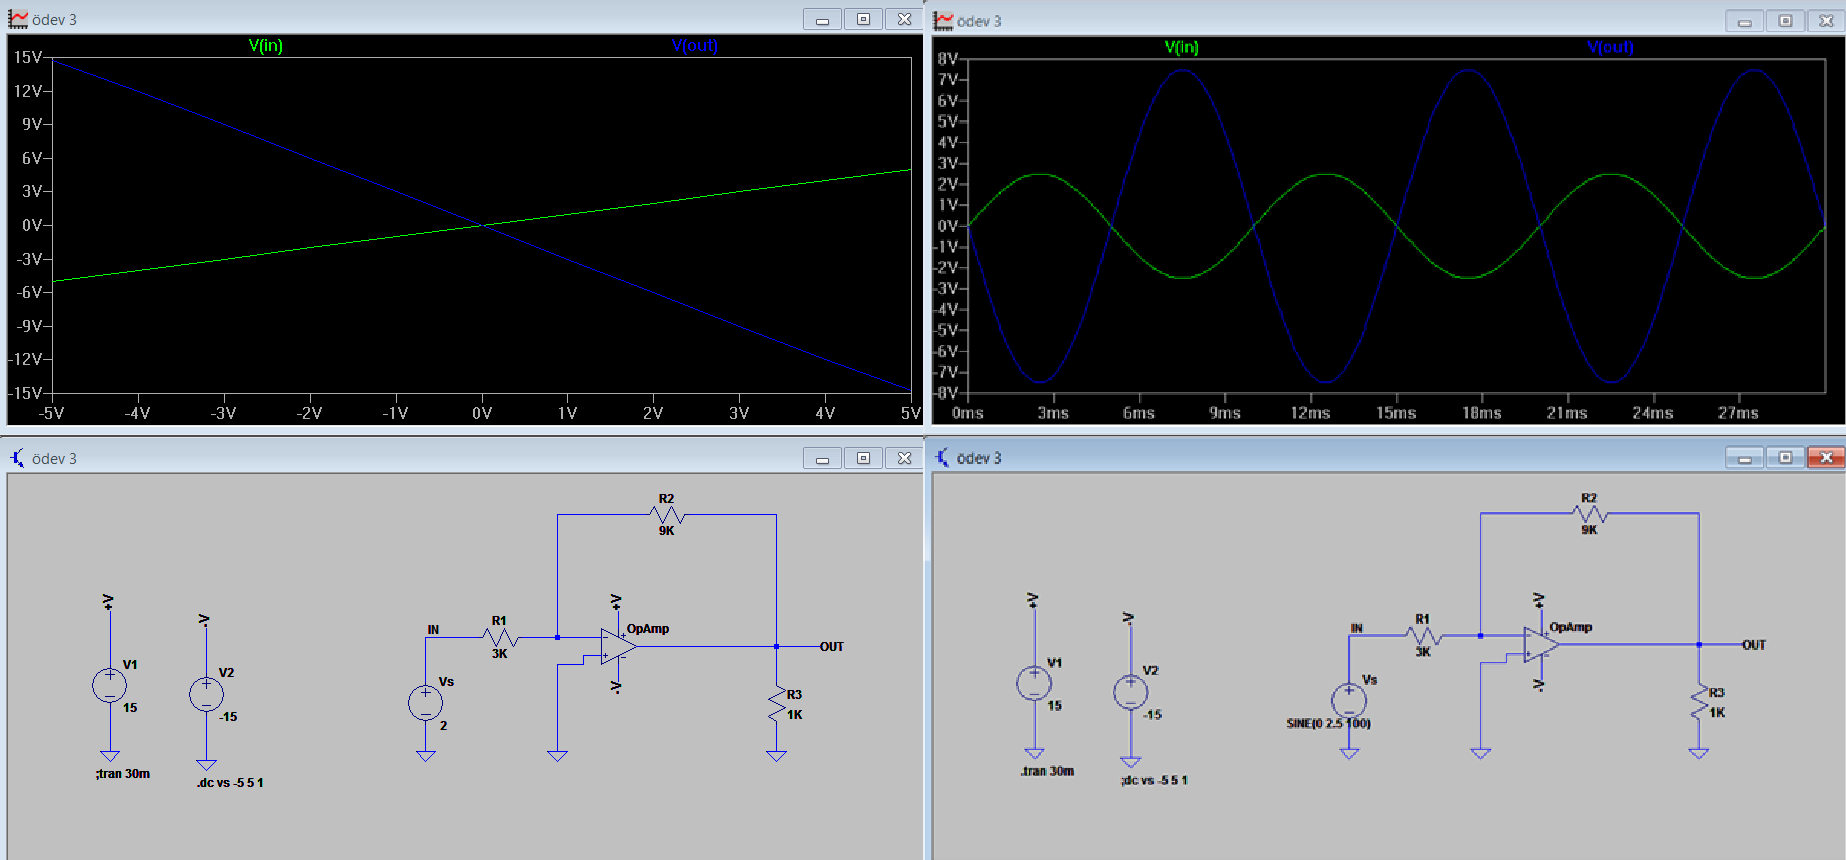 ödev 3
V(in) V(out)
15V
12V
9V
6V
3V
0V
-3V
-6V
-9V
-12V
-15V
-5V -4V -3V -2V -1V 0V 1V 2V 3V 4V 5V
ödev 3
V(in) V(out)
8V
7V
6V
5V
4V
3V
2V
1V
0V
-1V
-2V
-3V
-4V
-5V
-6V
-7V
-8V
0ms 3ms 6ms 9ms 12ms 15ms 18ms 21ms 24ms 27ms
ödev 3
R2
9K
+V
-V
+V
IN
R1
3K
OpAmp
OUT
-V
V1
15
V2
-15
Vs
2
R3
1K
;tran 30m
.dc vs -5 5 1
ödev 3
R2
9K
+V
-V
+V
IN
R1
3K
OpAmp
OUT
-V
V1
15
V2
-15
Vs
SINE(0 2.5 100)
R3
1K
.tran 30m
;dc vs -5 5 1